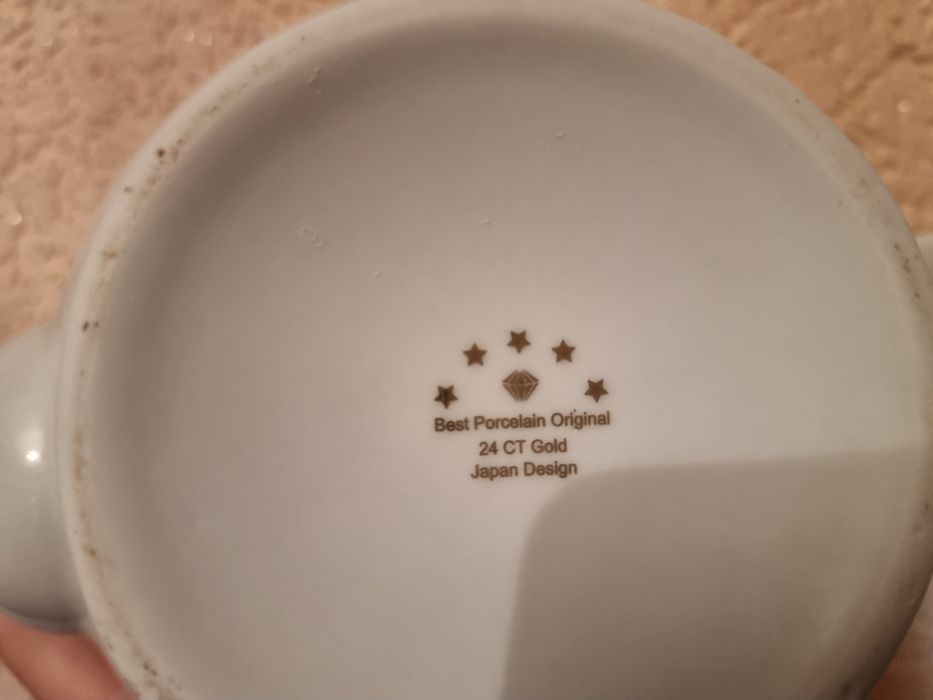 Best Porcelain Original
24 CT Gold
Japan Design